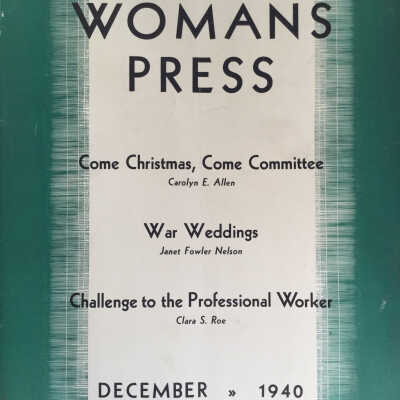 WOMANS
PRESS
Come Christmas, Come Committee
Carolyn E. Allen
War Weddings
Janet Fowler Nelson
Challenge to the Professional Worker
Clara S. Roe
DECEMBER » 1940